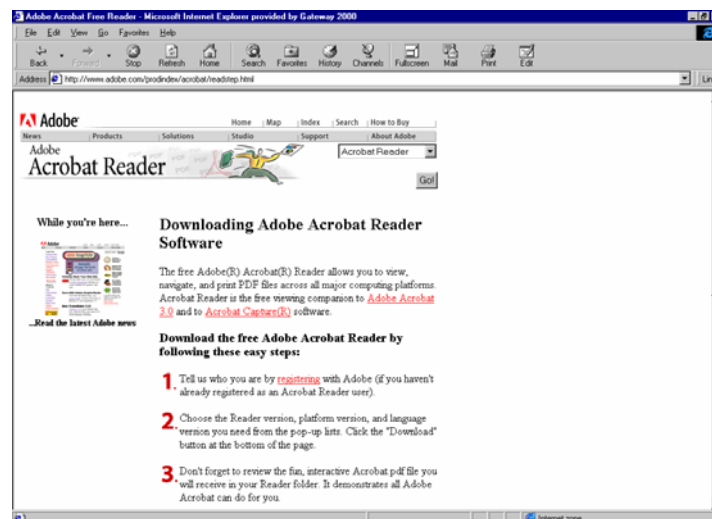 Adobe Acrobat Free Reader - Microsoft Internet Explorer provided by Gateway 2000
File Edit View Go Favorites Help
Back Forward Stop Refresh Home Search Favorites History Channels Fullscreen Mail Print Edit
Address http://www.adobe.com/prodindex/acrobat/readstep.html Lin
Adobe
Home | Map | Index | Search | How to Buy
News | Products | Solutions | Studio | Support | About Adobe
Adobe
Acrobat Reader
Acrobat Reader
Go!
While you're here...
...Read the latest Adobe news
Downloading Adobe Acrobat Reader
Software
The free Adobe(R) Acrobat(R) Reader allows you to view,
navigate, and print PDF files across all major computing platforms.
Acrobat Reader is the free viewing companion to Adobe Acrobat
3.0 and to Acrobat Capture(R) software.
Download the free Adobe Acrobat Reader by
following these easy steps:
1. Tell us who you are by registering with Adobe (if you haven't
already registered as an Acrobat Reader user).
2. Choose the Reader version, platform version, and language
version you need from the pop-up lists. Click the "Download"
button at the bottom of the page.
3. Don't forget to review the fun, interactive Acrobat.pdf file you
will receive in your Reader folder. It demonstrates all Adobe
Acrobat can do for you.
Internet zone